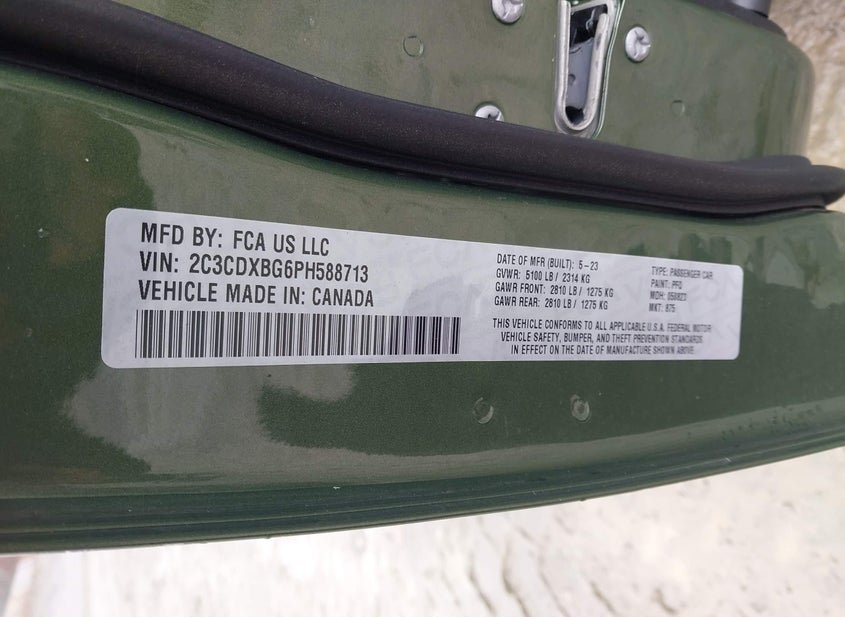 MFD BY: FCA US LLC
VIN: 2C3CDXBG6PH588713
VEHICLE MADE IN: CANADA
DATE OF MFR (BUILT): 5-23
GVWR: 5100 LB / 2314 KG
GAWR FRONT: 2810 LB / 1275 KG
GAWR REAR: 2810 LB / 1275 KG
TYPE: PASSENGER CAR
PAINT: PFQ
MDH: 050823
MKT: 875
THIS VEHICLE CONFORMS TO ALL APPLICABLE U.S.A. FEDERAL MOTOR
VEHICLE SAFETY, BUMPER, AND THEFT PREVENTION STANDARDS
IN EFFECT ON THE DATE OF MANUFACTURE SHOWN ABOVE.